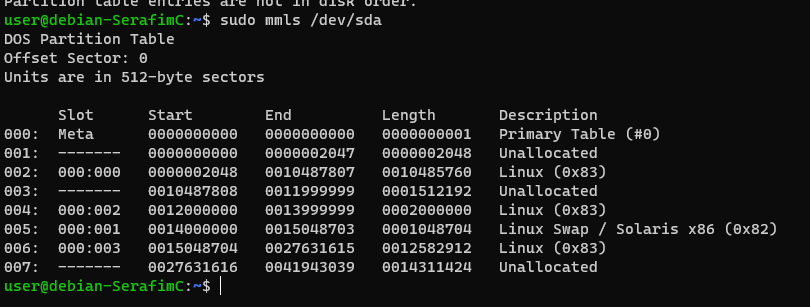 Partition table entries are not in disk order.
user@debian-SerafimC:~$ sudo mmls /dev/sda
DOS Partition Table
Offset Sector: 0
Units are in 512-byte sectors
Slot Start End Length Description
000: Meta 0000000000 0000000000 0000000001 Primary Table (#0)
001: ------- 0000000000 0000002047 0000002048 Unallocated
002: 000:000 0000002048 0010487807 0010485760 Linux (0x83)
003: ------- 0010487808 0011999999 0001512192 Unallocated
004: 000:002 0012000000 0013999999 0002000000 Linux (0x83)
005: 000:001 0014000000 0015048703 0001048704 Linux Swap / Solaris x86 (0x82)
006: 000:003 0015048704 0027631615 0012582912 Linux (0x83)
007: ------- 0027631616 0041943039 0014311424 Unallocated
user@debian-SerafimC:~$